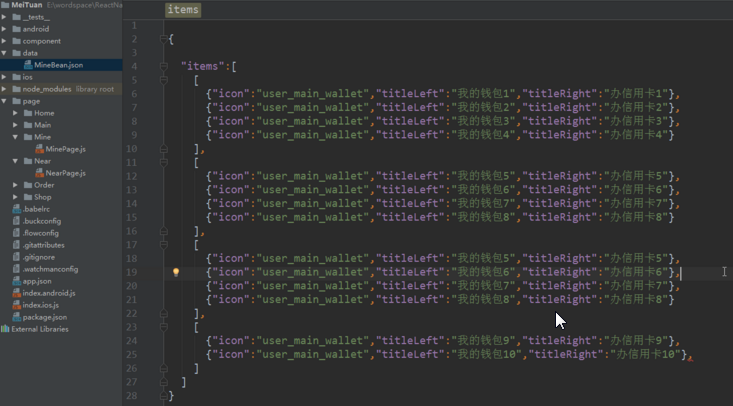 MeiTuan E:\wordspace\ReactNa
__tests__
android
component
data
MineBean.json
ios
node_modules library root
page
Home
Main
Mine
MinePage.js
Near
NearPage.js
Order
Shop
.babelrc
.buckconfig
.flowconfig
.gitattributes
.gitignore
.watchmanconfig
app.json
index.android.js
index.ios.js
package.json
External Libraries
items
1
2 {
3
4 "items":[
5 [
6 {"icon":"user_main_wallet","titleLeft":"我的钱包1","titleRight":"办信用卡1"},
7 {"icon":"user_main_wallet","titleLeft":"我的钱包2","titleRight":"办信用卡2"},
8 {"icon":"user_main_wallet","titleLeft":"我的钱包3","titleRight":"办信用卡3"},
9 {"icon":"user_main_wallet","titleLeft":"我的钱包4","titleRight":"办信用卡4"}
10 ],
11 [
12 {"icon":"user_main_wallet","titleLeft":"我的钱包5","titleRight":"办信用卡5"},
13 {"icon":"user_main_wallet","titleLeft":"我的钱包6","titleRight":"办信用卡6"},
14 {"icon":"user_main_wallet","titleLeft":"我的钱包7","titleRight":"办信用卡7"},
15 {"icon":"user_main_wallet","titleLeft":"我的钱包8","titleRight":"办信用卡8"}
16 ],
17 [
18 {"icon":"user_main_wallet","titleLeft":"我的钱包5","titleRight":"办信用卡5"},
19 {"icon":"user_main_wallet","titleLeft":"我的钱包6","titleRight":"办信用卡6"},
20 {"icon":"user_main_wallet","titleLeft":"我的钱包7","titleRight":"办信用卡7"},
21 {"icon":"user_main_wallet","titleLeft":"我的钱包8","titleRight":"办信用卡8"}
22 ],
23 [
24 {"icon":"user_main_wallet","titleLeft":"我的钱包9","titleRight":"办信用卡9"},
25 {"icon":"user_main_wallet","titleLeft":"我的钱包10","titleRight":"办信用卡10"},
26 ]
27 ]
28 }